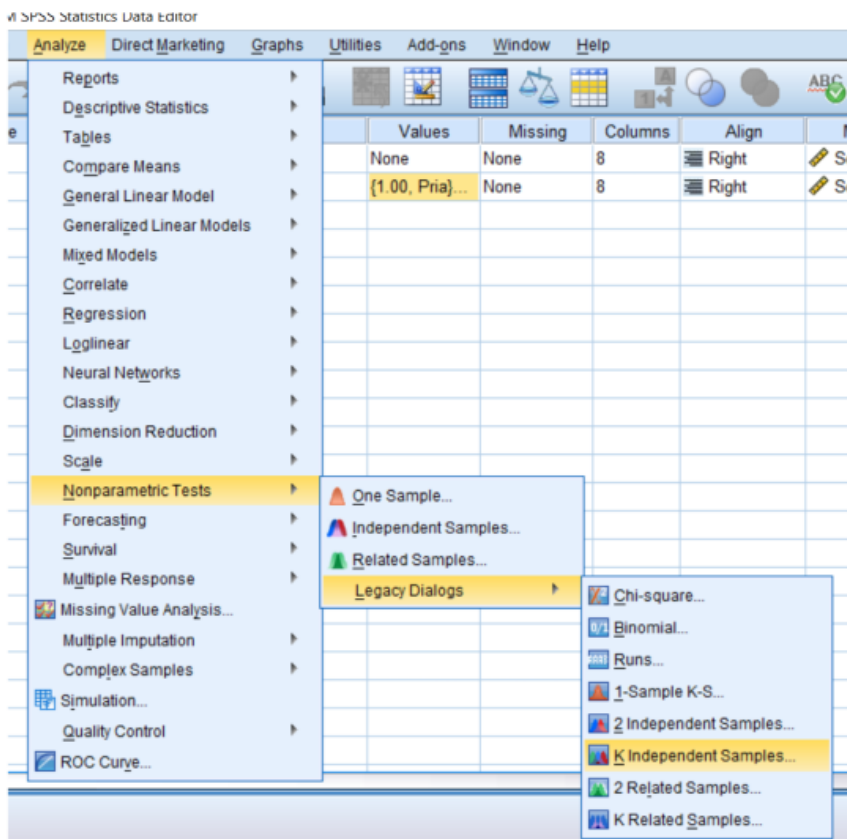 M SPSS Statistics Data Editor
Analyze Direct Marketing Graphs Utilities Add-ons Window Help
Reports
Descriptive Statistics
Tables
Compare Means
General Linear Model
Generalized Linear Models
Mixed Models
Correlate
Regression
Loglinear
Neural Networks
Classify
Dimension Reduction
Scale
Nonparametric Tests
Forecasting
Survival
Multiple Response
Missing Value Analysis...
Multiple Imputation
Complex Samples
Simulation...
Quality Control
ROC Curve...
One Sample...
Independent Samples...
Related Samples...
Legacy Dialogs
Chi-square...
Binomial...
Runs...
1-Sample K-S...
2 Independent Samples...
K Independent Samples...
2 Related Samples...
K Related Samples...
A
1
ABC
Values Missing Columns Align
None None 8 Right
{1.00, Pria}... None 8 Right